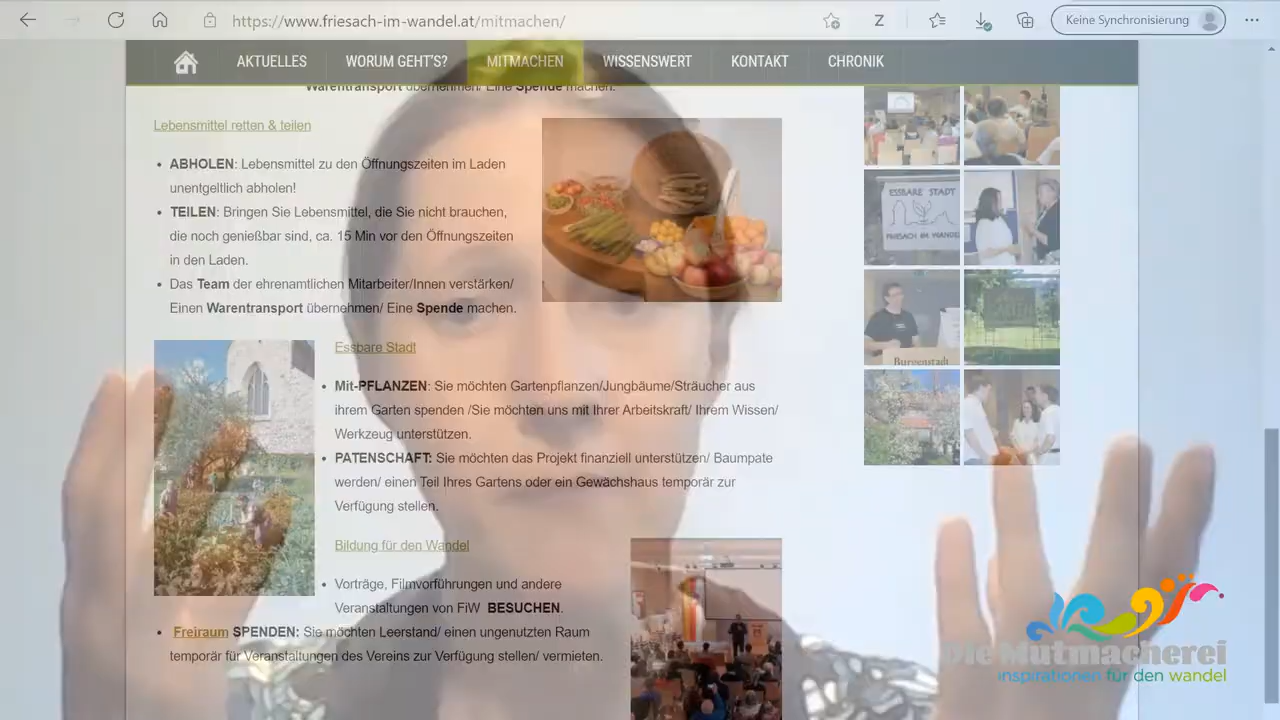 https://www.friesach-im-wandel.at/mitmachen/
Z
Keine Synchronisierung
AKTUELLES
WORUM GEHT'S?
MITMACHEN
WISSENSWERT
KONTAKT
CHRONIK
Warentransport übernehmen/ Eine Spende machen.
Lebensmittel retten & teilen
• ABHOLEN: Lebensmittel zu den Öffnungszeiten im Laden
unentgeltlich abholen!
• TEILEN: Bringen Sie Lebensmittel, die Sie nicht brauchen,
die noch genießbar sind, ca. 15 Min vor den Öffnungszeiten
in den Laden.
• Das Team der ehrenamtlichen Mitarbeiter/Innen verstärken/
Einen Warentransport übernehmen/ Eine Spende machen.
Essbare Stadt
• Mit-PFLANZEN: Sie möchten Gartenpflanzen/Jungbäume/Sträucher aus
ihrem Garten spenden /Sie möchten uns mit Ihrer Arbeitskraft/ Ihrem Wissen/
Werkzeug unterstützen.
• PATENSCHAFT: Sie möchten das Projekt finanziell unterstützen/ Baumpate
werden/ einen Teil Ihres Gartens oder ein Gewächshaus temporär zur
Verfügung stellen.
Bildung für den Wandel
• Vorträge, Filmvorführungen und andere
Veranstaltungen von FiW BESUCHEN.
• Freiraum SPENDEN: Sie möchten Leerstand/ einen ungenutzten Raum
temporär für Veranstaltungen des Vereins zur Verfügung stellen/ vermieten.
ESSBARE STADT
FRIESACH IM WANDEL
Burgenstadt
Die Mutmacherei
inspirationen für den wandel